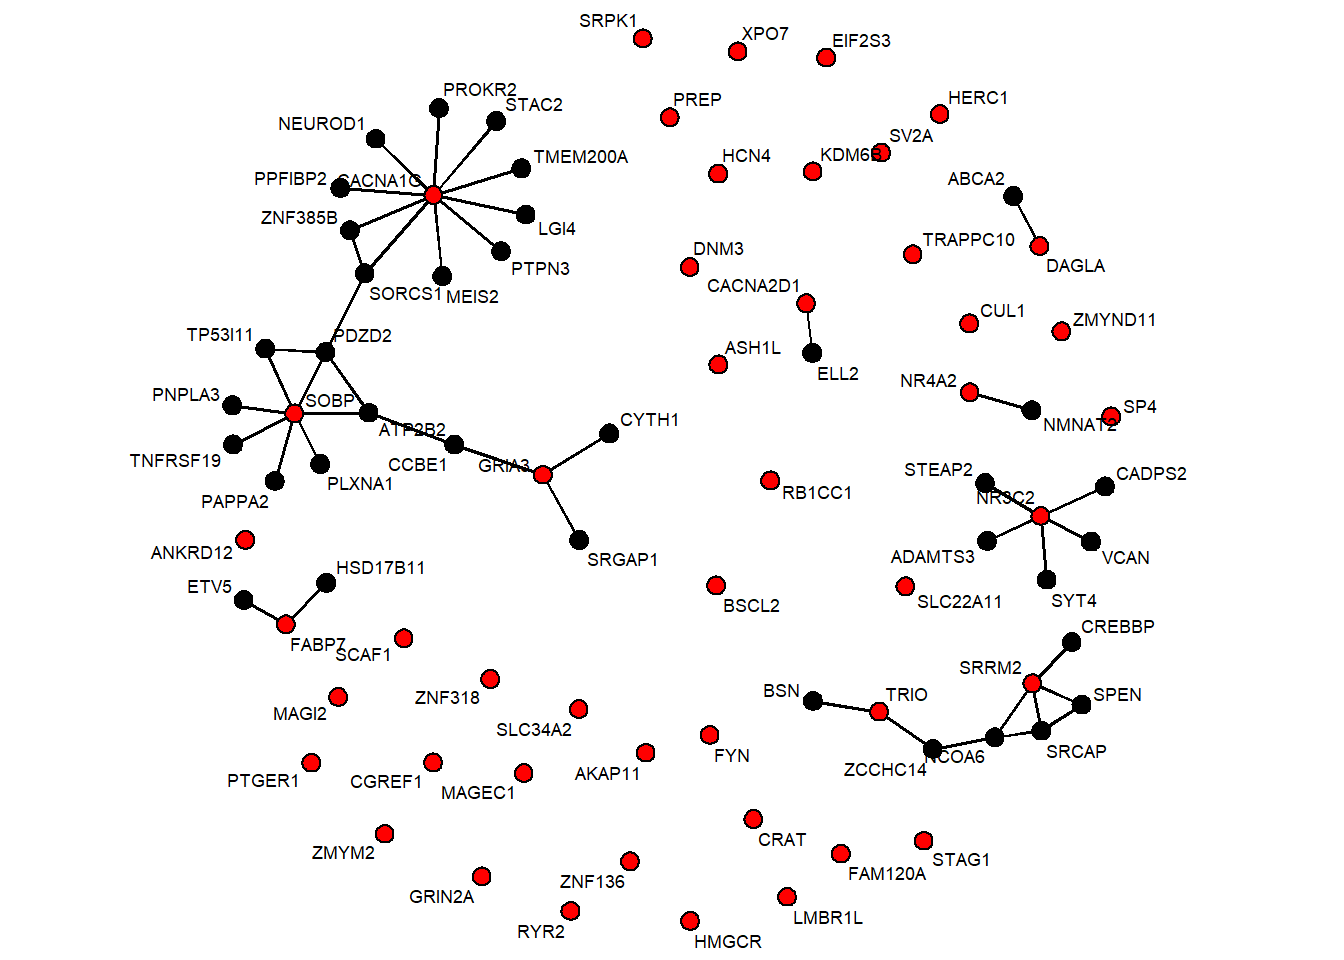 SRPK1
XPO7
EIF2S3
PROKR2
PREP
STAC2
HERC1
NEUROD1
SV2A
TMEM200A
HCN4
KDM6B
PPFIBP2
CACNA1G
ABCA2
ZNF385B
LGI4
TRAPPC10
DNM3
PTPN3
DAGLA
CACNA2D1
SORCS1
MEIS2
CUL1
ZMYND11
TP53I11
PDZD2
ASH1L
ELL2
NR4A2
PNPLA3
SOBP
SP4
CYTH1
NMNAT2
ATP2B2
TNFRSF19
CCBE1
GRIA3
STEAP2
CADPS2
PLXNA1
RB1CC1
NR3C2
PAPPA2
ANKRD12
SRGAP1
ADAMTS3
VCAN
HSD17B11
ETV5
BSCL2
SLC22A11
SYT4
CREBBP
FABP7
SCAF1
SRRM2
ZNF318
BSN
TRIO
SPEN
MAGI2
SLC34A2
FYN
SRCAP
NCOA6
ZCCHC14
PTGER1
CGREF1
AKAP11
MAGEC1
CRAT
ZMYM2
STAG1
FAM120A
ZNF136
GRIN2A
LMBR1L
RYR2
HMGCR